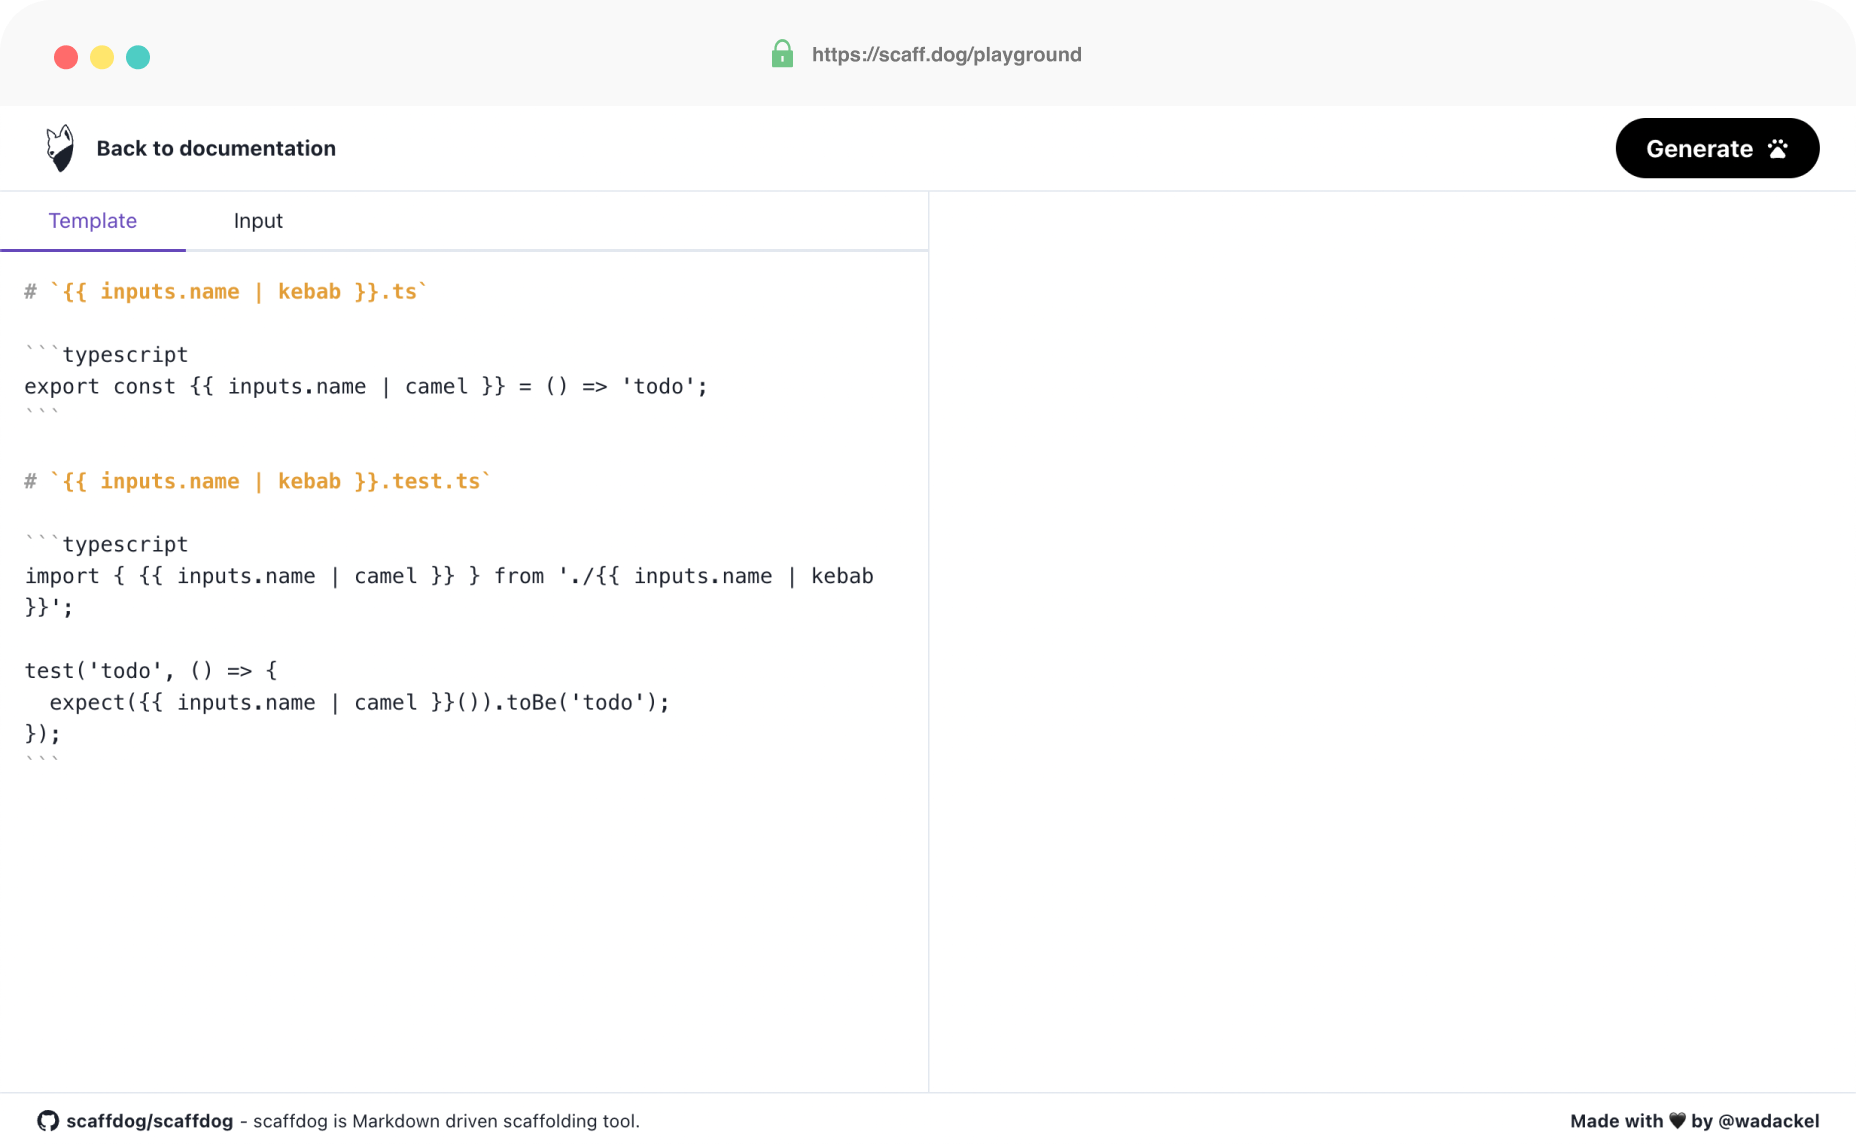 https://scaff.dog/playground
Back to documentation
Generate
Template Input
# `{{ inputs.name | kebab }}.ts`
```typescript
export const {{ inputs.name | camel }} = () => 'todo';
```
# `{{ inputs.name | kebab }}.test.ts`
```typescript
import { {{ inputs.name | camel }} } from './{{ inputs.name | kebab
}}';
test('todo', () => {
  expect({{ inputs.name | camel }}()).toBe('todo');
});
```
scaffdog/scaffdog - scaffdog is Markdown driven scaffolding tool.
Made with 🖤 by @wadackel